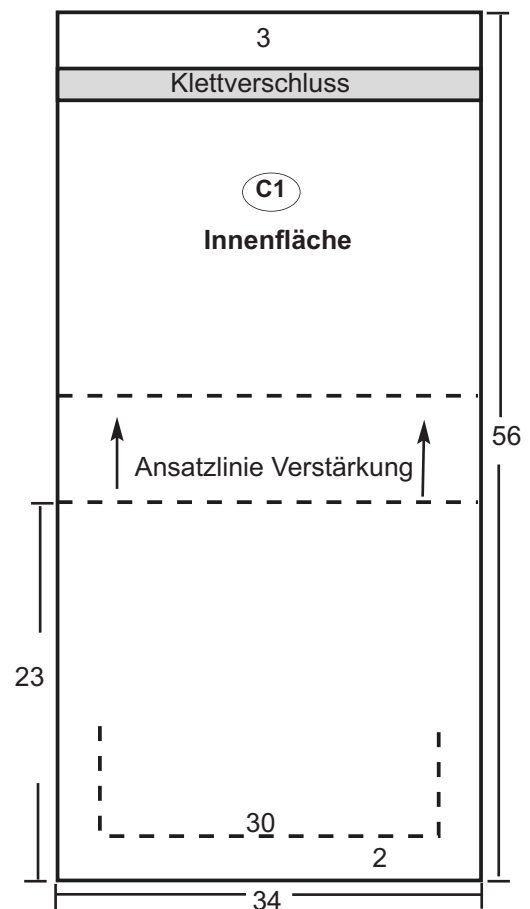 3
Klettverschluss
C1
Innenfläche
56
Ansatzlinie Verstärkung
23
30
2
34